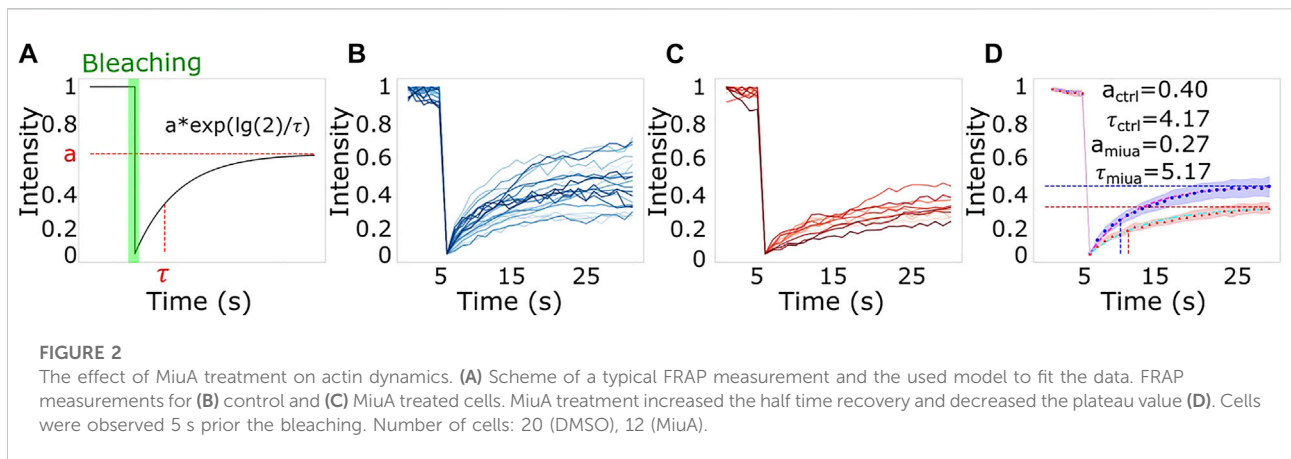 A
Bleaching
1
0.8
a
0.4
0.2
0
Intensity
a*exp(lg(2)/τ)
τ
Time (s)
B
1
0.8
0.6
0.4
0.2
0
Intensity
5 15 25
Time (s)
C
1
0.8
0.6
0.4
0.2
0
Intensity
5 15 25
Time (s)
D
1
0.8
0.6
0.4
0.2
0
Intensity
actrl=0.40
τctrl=4.17
amiua=0.27
τmiua=5.17
5 15 25
Time (s)
FIGURE 2
The effect of MiuA treatment on actin dynamics. (A) Scheme of a typical FRAP measurement and the used model to fit the data. FRAP
measurements for (B) control and (C) MiuA treated cells. MiuA treatment increased the half time recovery and decreased the plateau value (D). Cells
were observed 5 s prior the bleaching. Number of cells: 20 (DMSO), 12 (MiuA).